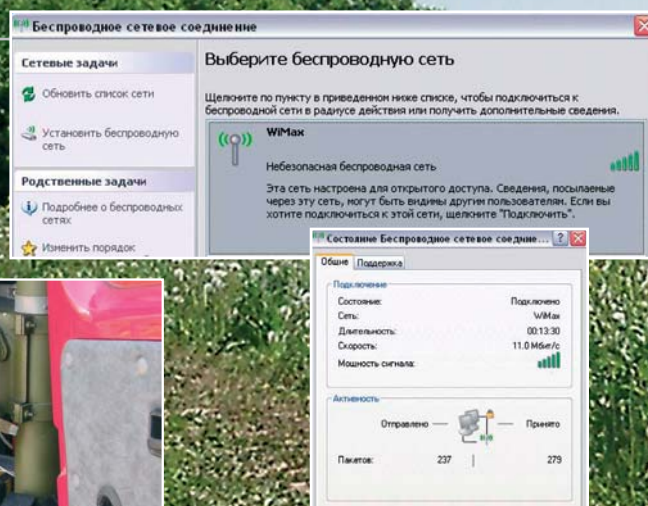 Беспроводное сетевое соединение
Сетевые задачи
Обновить список сети
Установить беспроводную
сеть
Родственные задачи
Подробнее о беспроводных
сетях
Изменить порядок
Выберите беспроводную сеть
Щелкните по пункту в приведенном ниже списке, чтобы подключиться к
беспроводной сети в радиусе действия или получить дополнительные сведения.
WiMax
Небезопасная беспроводная сеть
Эта сеть настроена для открытого доступа. Сведения, посылаемые
через эту сеть, могут быть видимы другим пользователям. Если вы
хотите подключиться к этой сети, щелкните "Подключить".
Состояние Беспроводное сетевое соедине...
Общие Поддержка
Подключение
Состояние: Подключено
Сеть: WiMax
Длительность: 00:13:30
Скорость: 11.0 Мбит/с
Мощность сигнала:
Активность
Отправлено — — Принято
Пакетов: 237 | 279